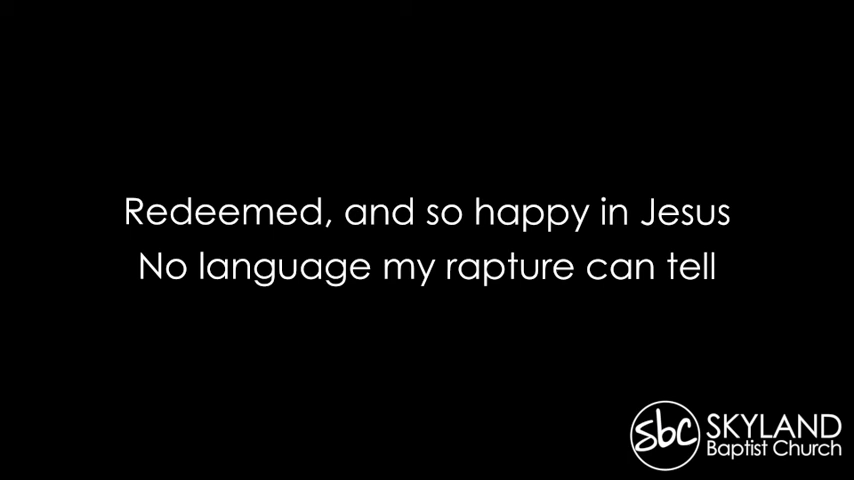 Redeemed, and so happy in Jesus
No language my rapture can tell
sbc SKYLAND
Baptist Church